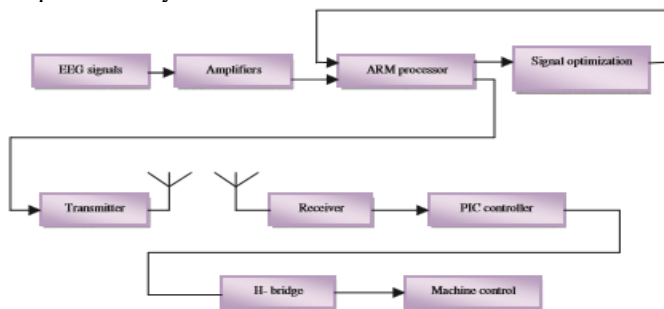 EEG signals
Amplifiers
ARM processor
Signal optimization
Transmitter
Receiver
PIC controller
H- bridge
Machine control